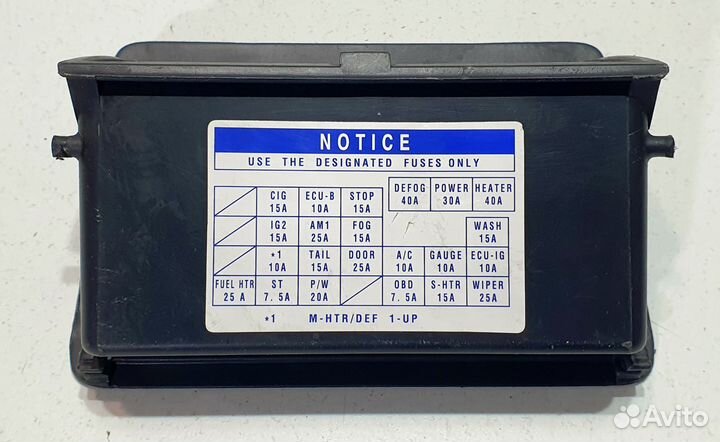 NOTICE
USE THE DESIGNATED FUSES ONLY
DEFOG 40A POWER 30A HEATER 40A
CIG 15A ECU-B 10A STOP 15A
IG2 15A AM1 25A FOG 15A WASH 15A
*1 10A TAIL 15A DOOR 25A A/C 10A GAUGE 10A ECU-IG 10A
FUEL HTR 25 A ST 7.5A P/W 20A OBD 7.5A S-HTR 15A WIPER 25A
*1 M-HTR/DEF 1-UP
Avito